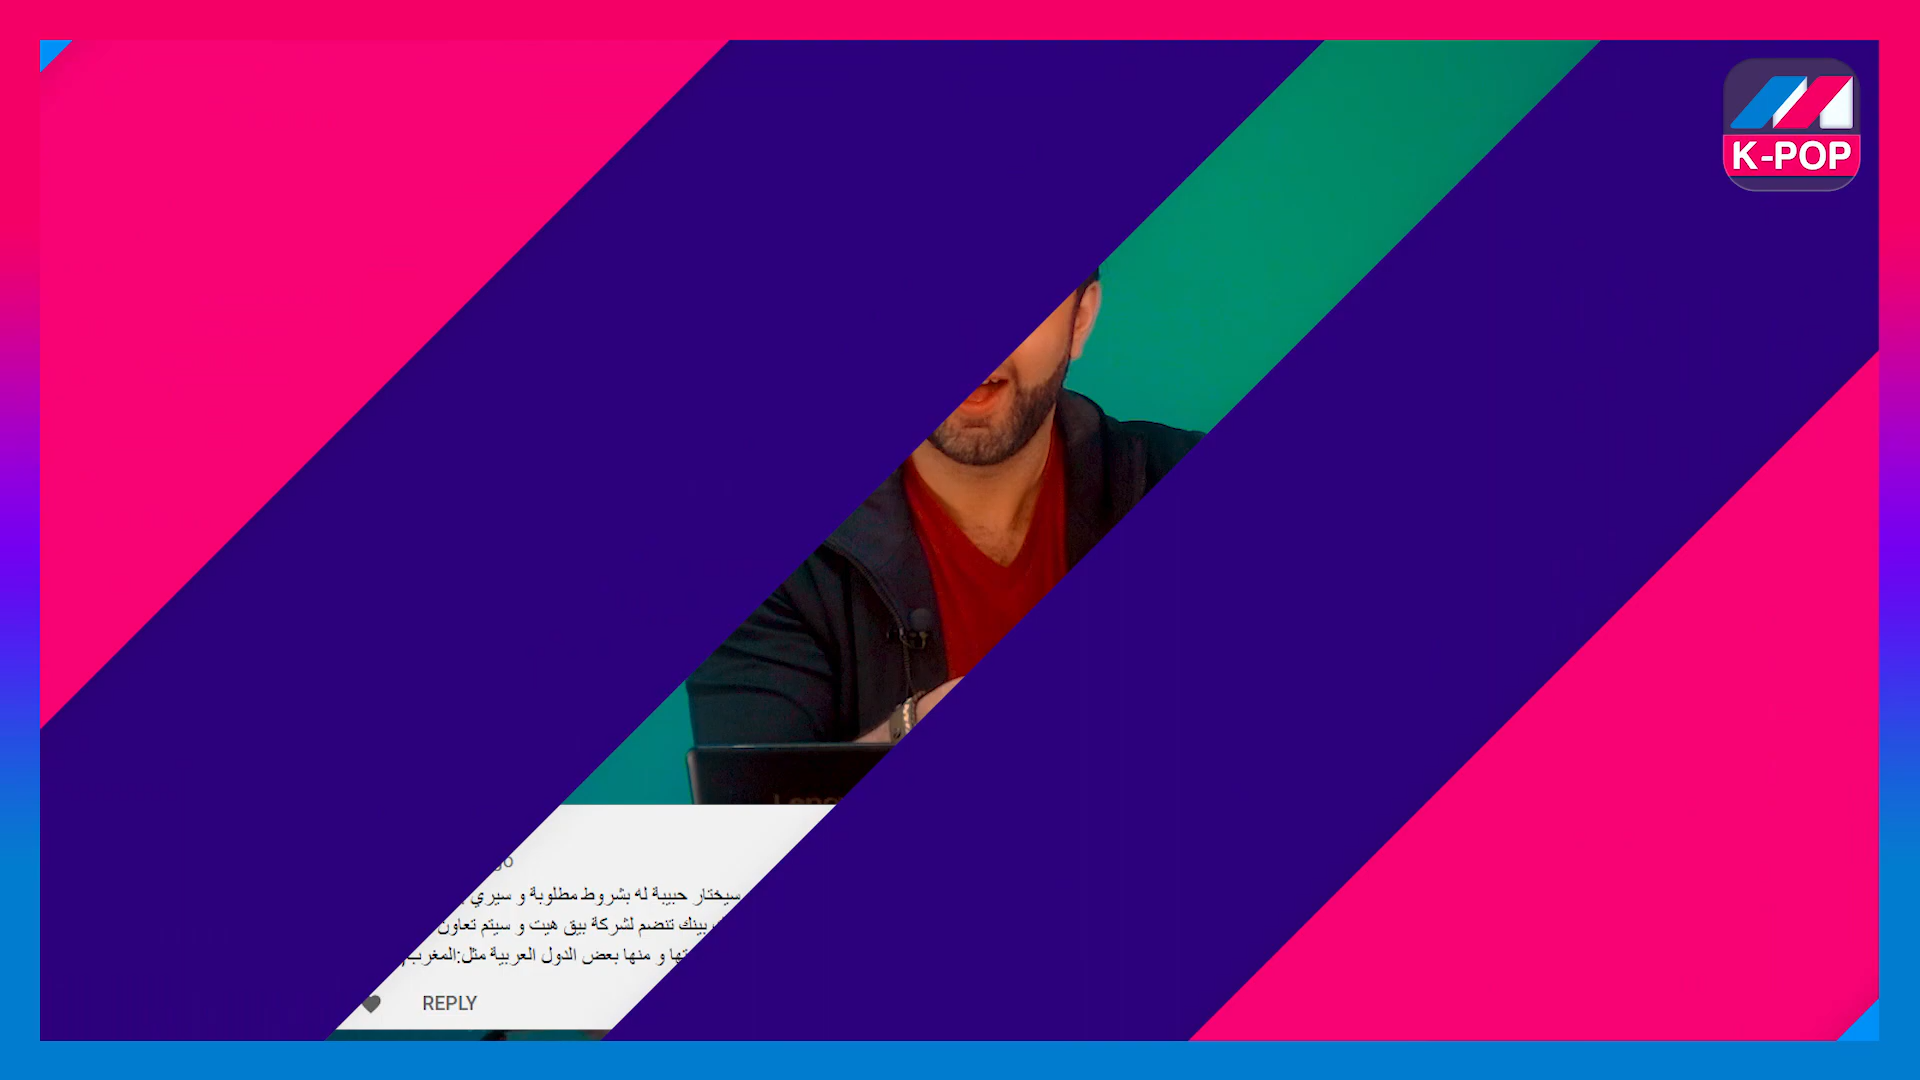 K-POP
سيختار حبيبة له بشروط مطلوبة و سيري
بينك تنضم لشركة بيق هيت و سيتم تعاون
و منها بعض الدول العربية مثل:المغرب
REPLY